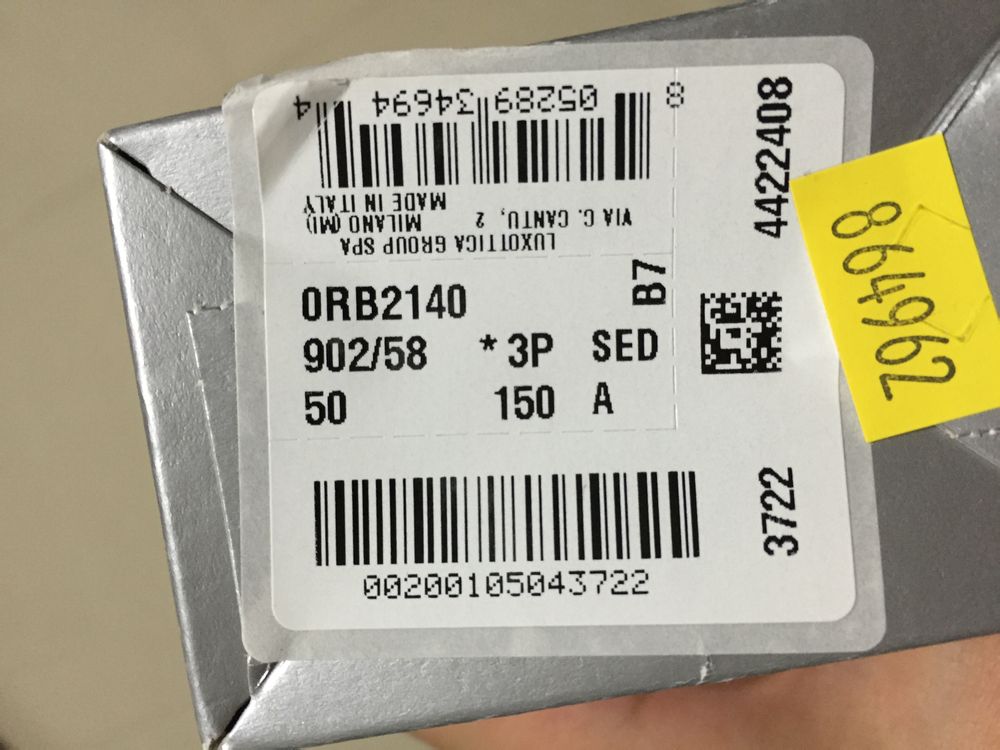 8 05289 34694 4
LUXOTTICA GROUP SPA
VIA C. CANTU, 2 MILANO (MI)
MADE IN ITALY
0RB2140
B7
902/58 * 3P SED
50 150 A
00200105043722
4422408
3722
864962